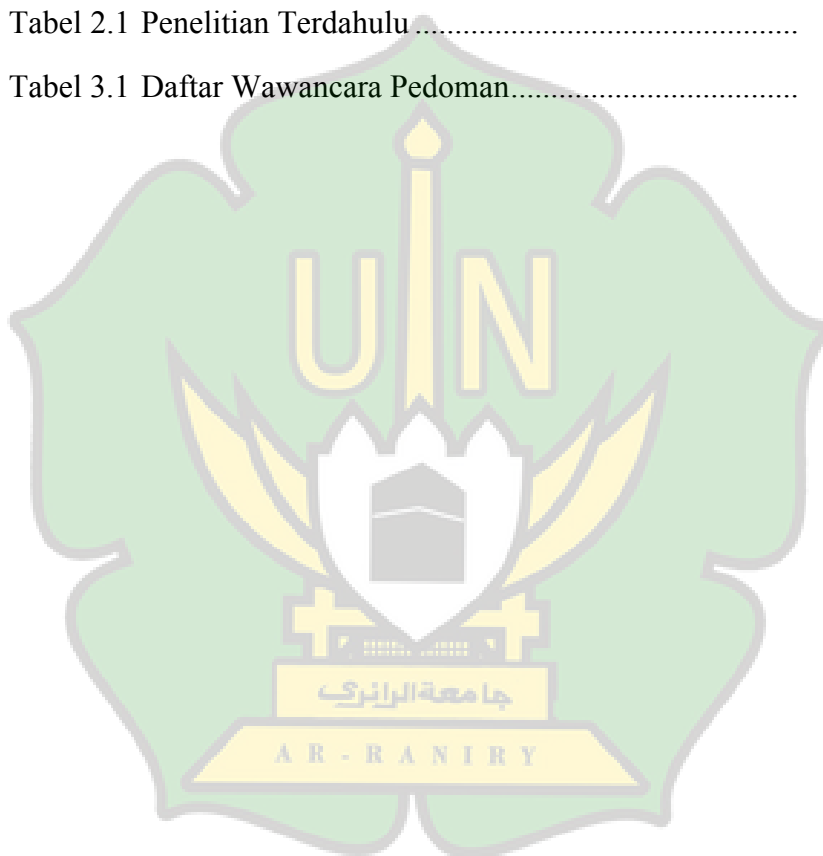 Tabel 2.1 Penelitian Terdahulu ................................................
Tabel 3.1 Daftar Wawancara Pedoman....................................
UIN
جامعة الرانري
AR-RANIRY